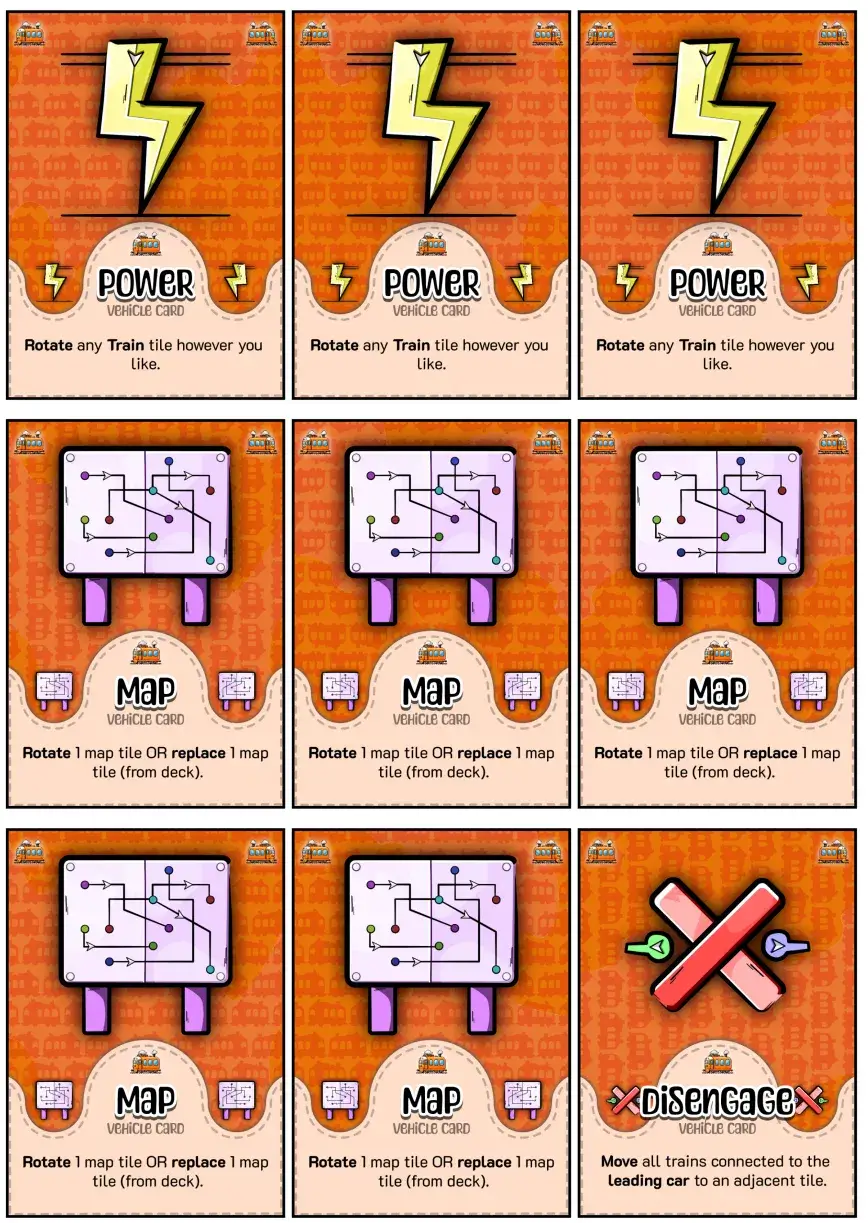 POWER
VEHICLE CARD
Rotate any Train tile however you
like.
POWER
VEHICLE CARD
Rotate any Train tile however you
like.
POWER
VEHICLE CARD
Rotate any Train tile however you
like.
MAP
VEHICLE CARD
Rotate 1 map tile OR replace 1 map
tile (from deck).
MAP
VEHICLE CARD
Rotate 1 map tile OR replace 1 map
tile (from deck).
MAP
VEHICLE CARD
Rotate 1 map tile OR replace 1 map
tile (from deck).
MAP
VEHICLE CARD
Rotate 1 map tile OR replace 1 map
tile (from deck).
MAP
VEHICLE CARD
Rotate 1 map tile OR replace 1 map
tile (from deck).
DISENGAGE
VEHICLE CARD
Move all trains connected to the
leading car to an adjacent tile.